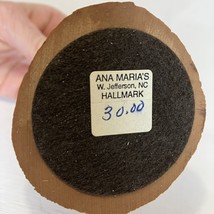 ANA MARIA'S
W. Jefferson, NC
HALLMARK
30.00